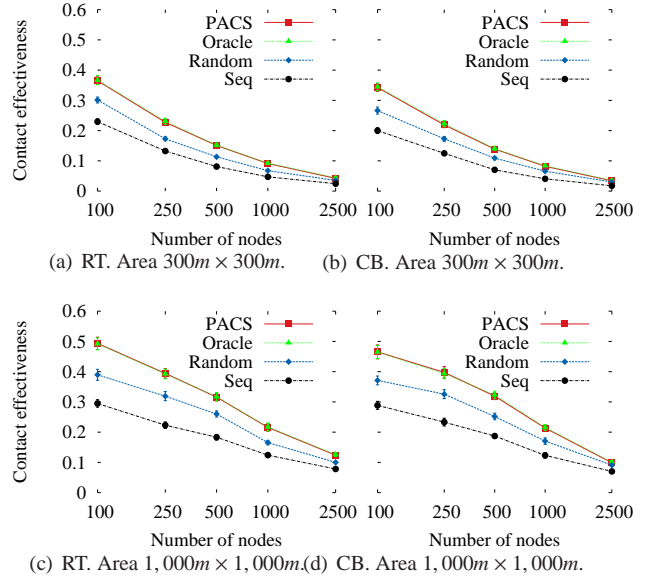 0.6
0.5
0.4
0.3
0.2
0.1
0
Contact effectiveness
PACS
Oracle
Random
Seq
100 250 500 1000 2500
Number of nodes
(a) RT. Area 300m × 300m.
PACS
Oracle
Random
Seq
100 250 500 1000 2500
Number of nodes
(b) CB. Area 300m × 300m.
0.6
0.5
0.4
0.3
0.2
0.1
0
Contact effectiveness
PACS
Oracle
Random
Seq
100 250 500 1000 2500
Number of nodes
(c) RT. Area 1, 000m × 1, 000m.
PACS
Oracle
Random
Seq
100 250 500 1000 2500
Number of nodes
(d) CB. Area 1, 000m × 1, 000m.